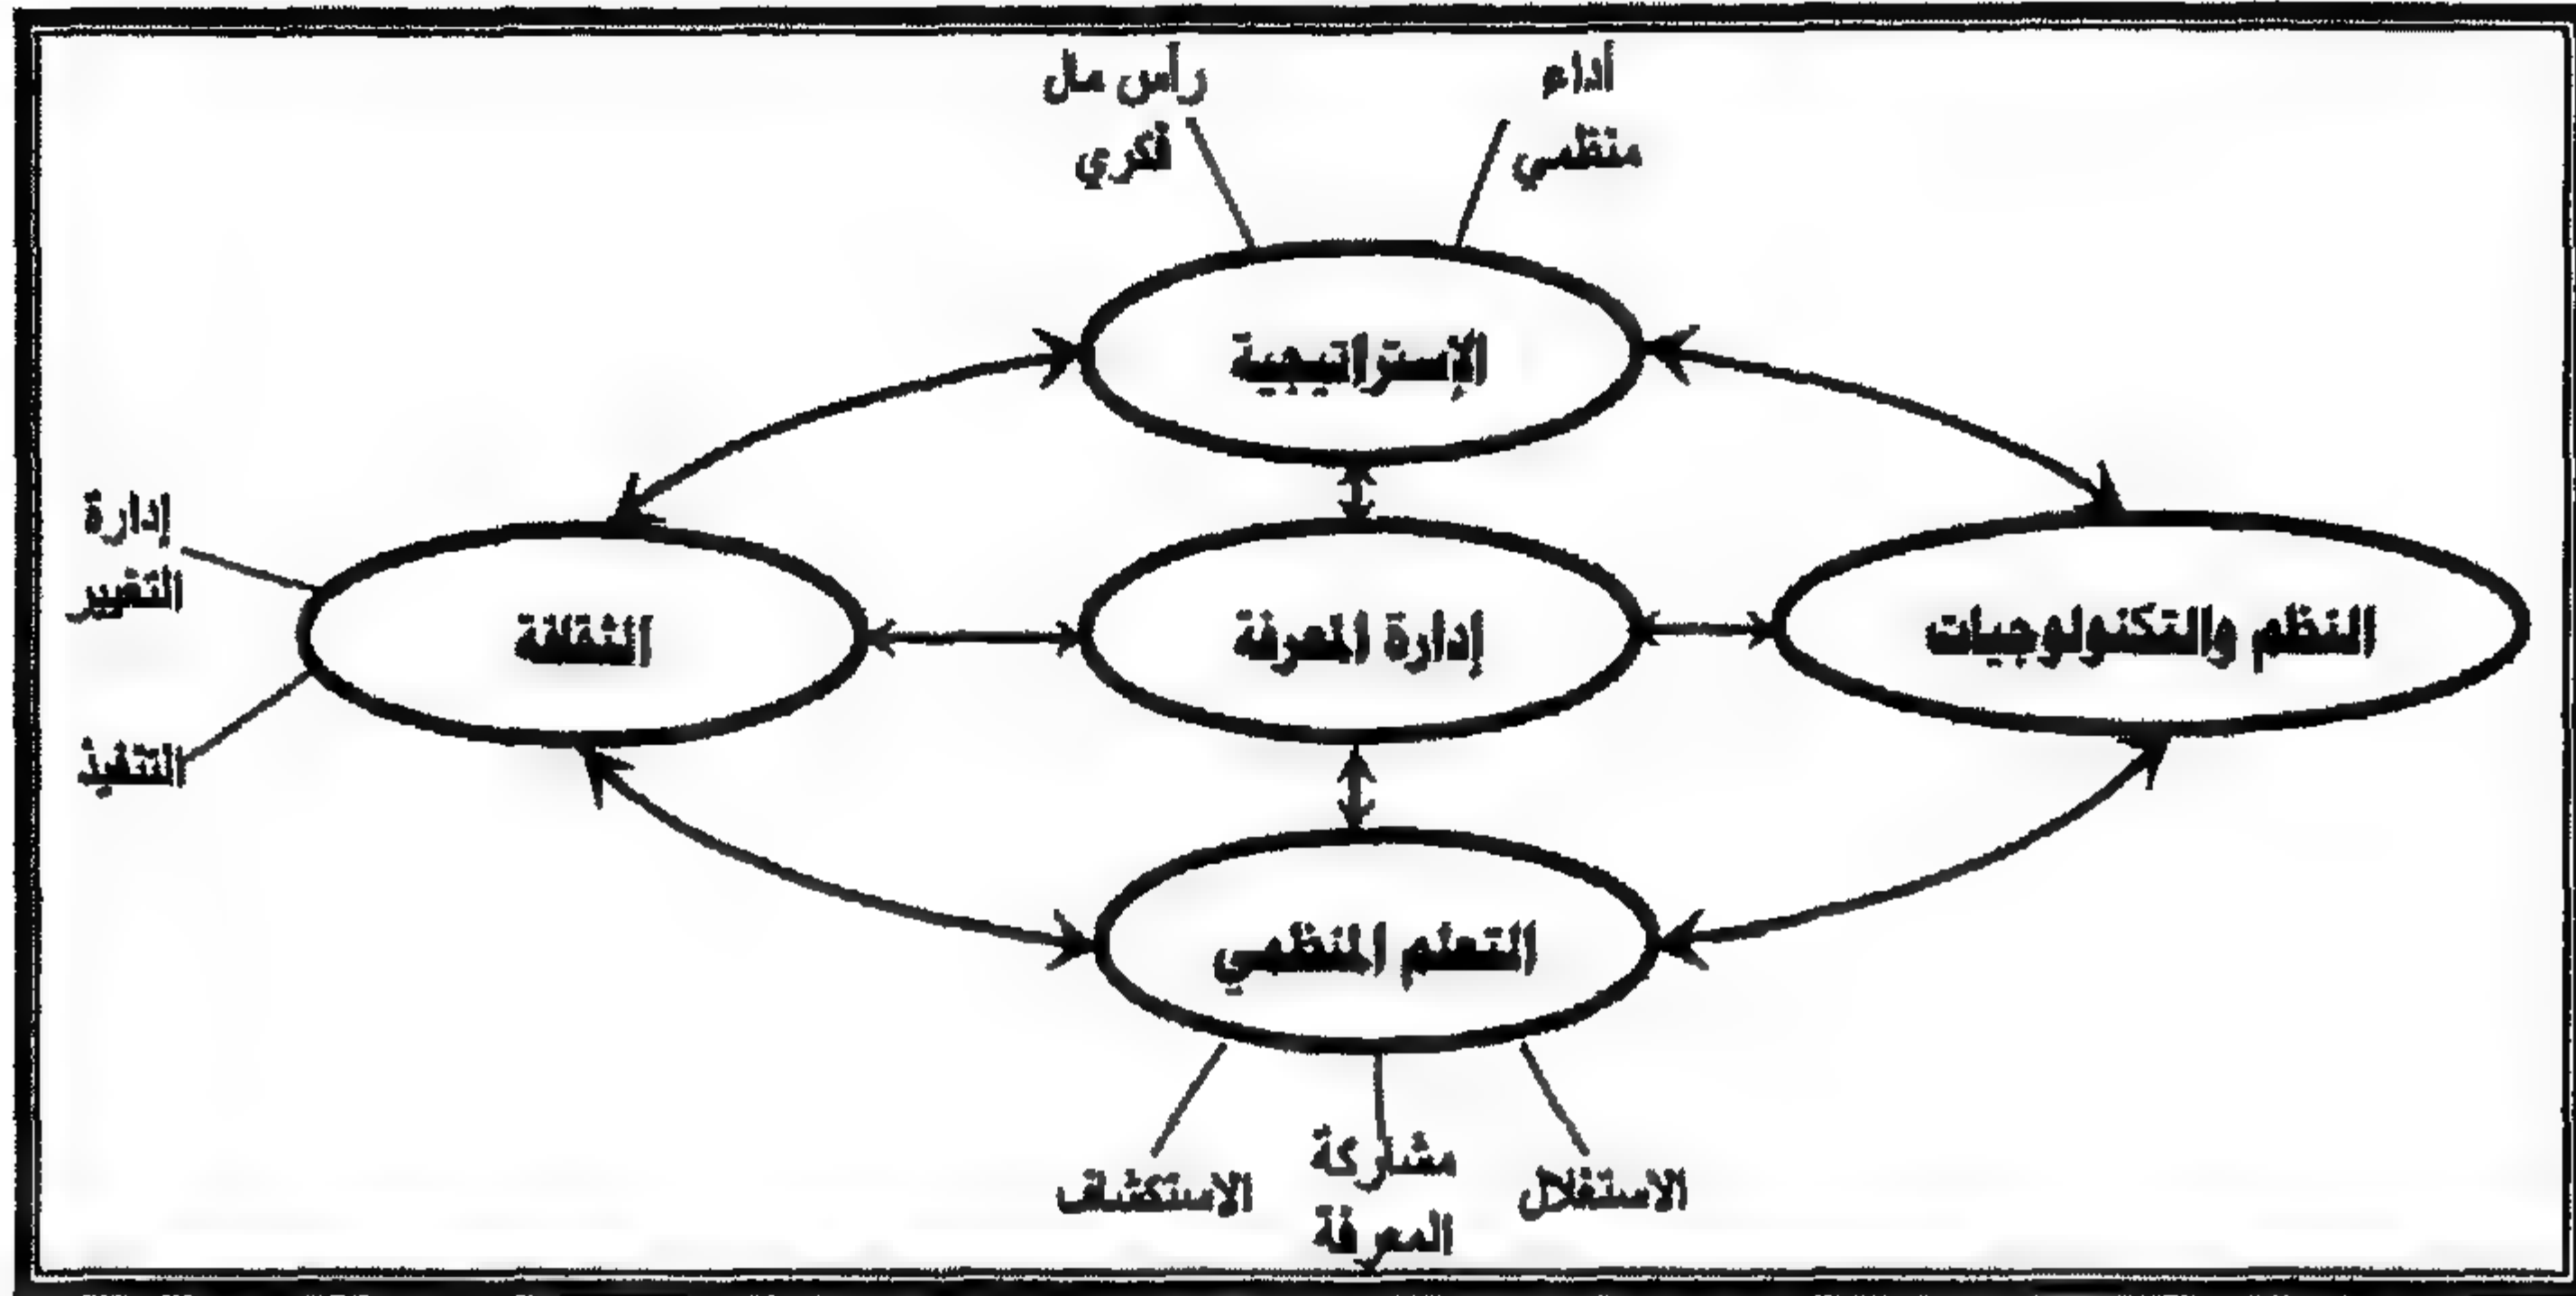 أداء
منظمي
رأس مال
فكري
الإستراتيجية
النظم والتكنولوجيات
إدارة المعرفة
الثقافة
إدارة
التغيير
التنفيذ
التعلم المنظمي
الاستغلال
مشاركة
المعرفة
الاستكشاف